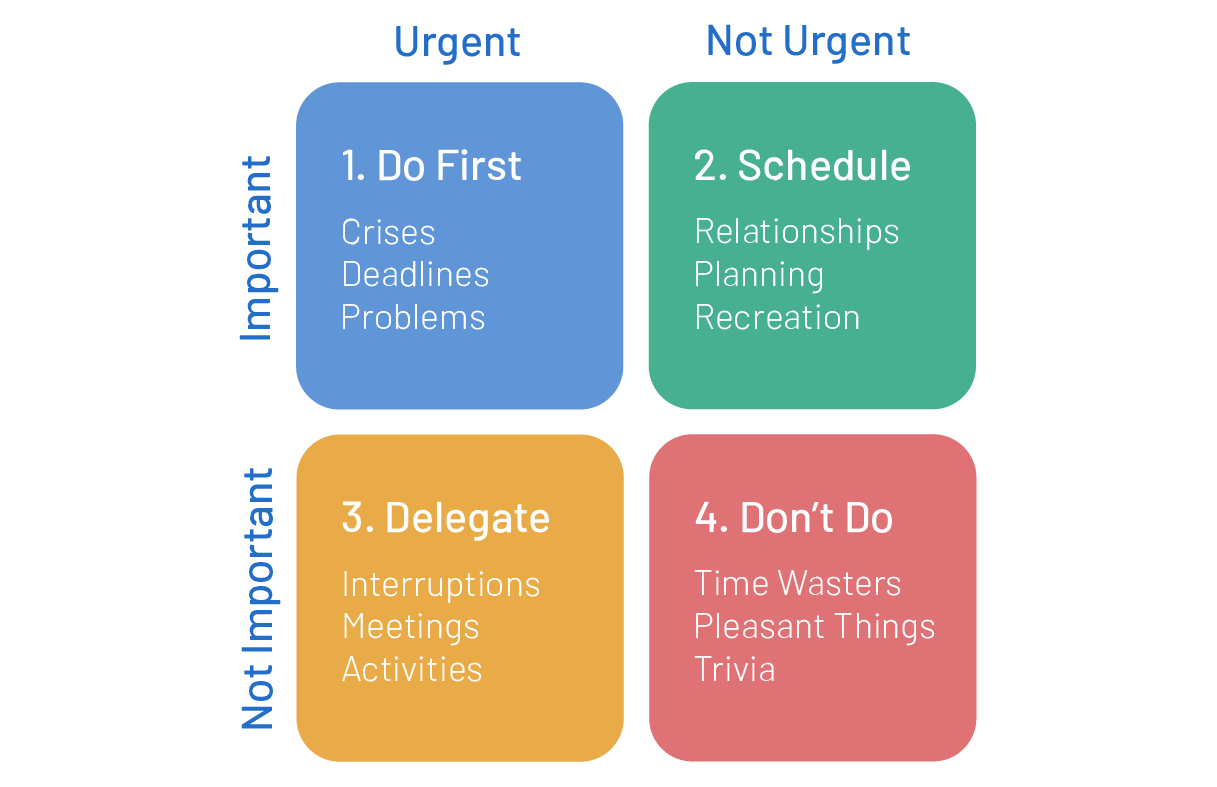 Urgent
Not Urgent
Important
1. Do First
Crises
Deadlines
Problems
2. Schedule
Relationships
Planning
Recreation
Not Important
3. Delegate
Interruptions
Meetings
Activities
4. Don’t Do
Time Wasters
Pleasant Things
Trivia